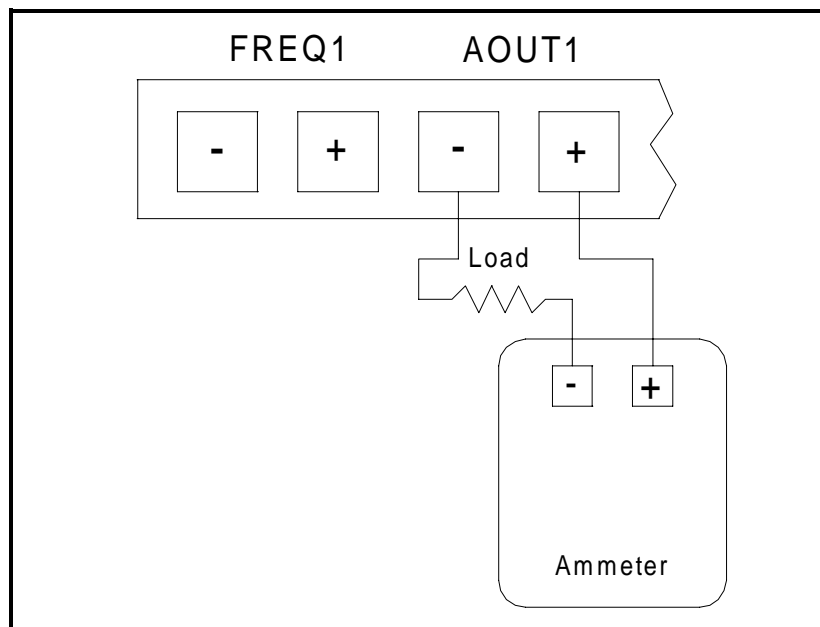 FREQ1 AOUT1
- + - +
Load
- +
Ammeter